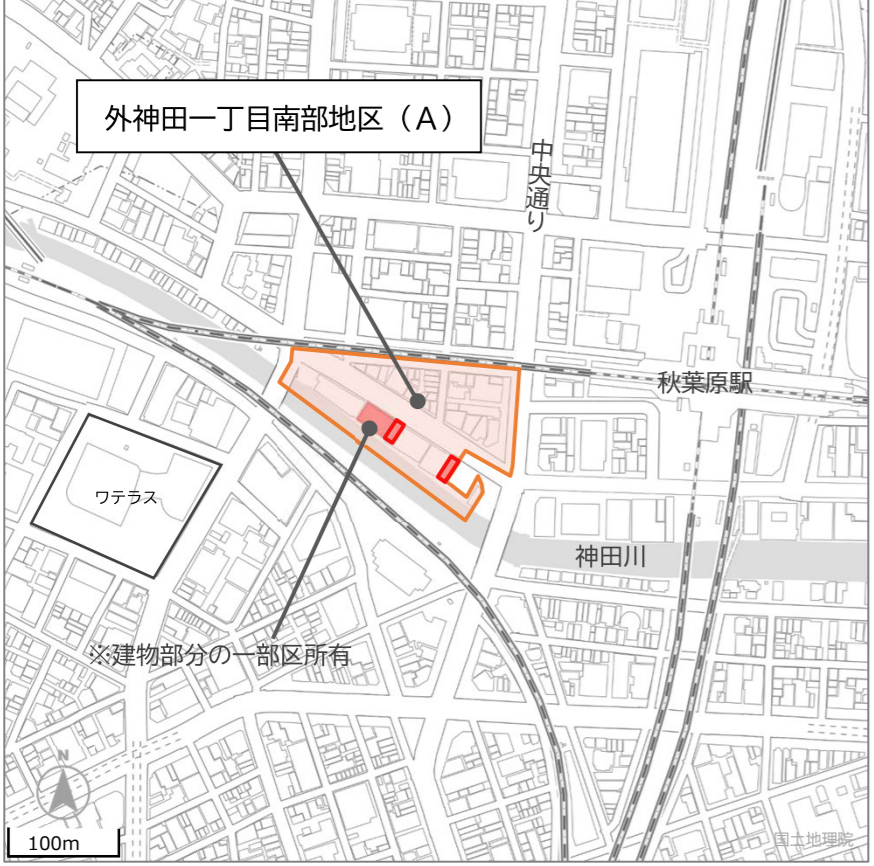 外神田一丁目南部地区（A）
中央通り
秋葉原駅
ワテラス
神田川
※建物部分の一部区所有
N
100m
国土地理院